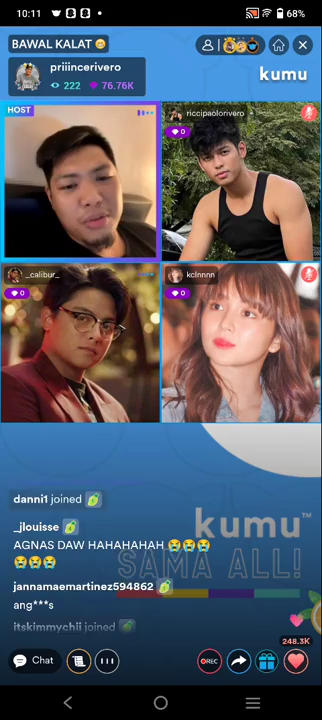 10:11
68%
BAWAL KALAT 😊
priiincerivero
222 76.76K
kumu
HOST
riccipaolorivero
0
_calibur_
0
kclnnnn
0
danni1 joined
_jlouisse
AGNAS DAW HAHAHAHAH 😭😭😭
😭😭😭
kumu™
SAMA ALL!
jannamaemartinez594862
ang***s
itskimmychii joined
248.3K
Chat
REC